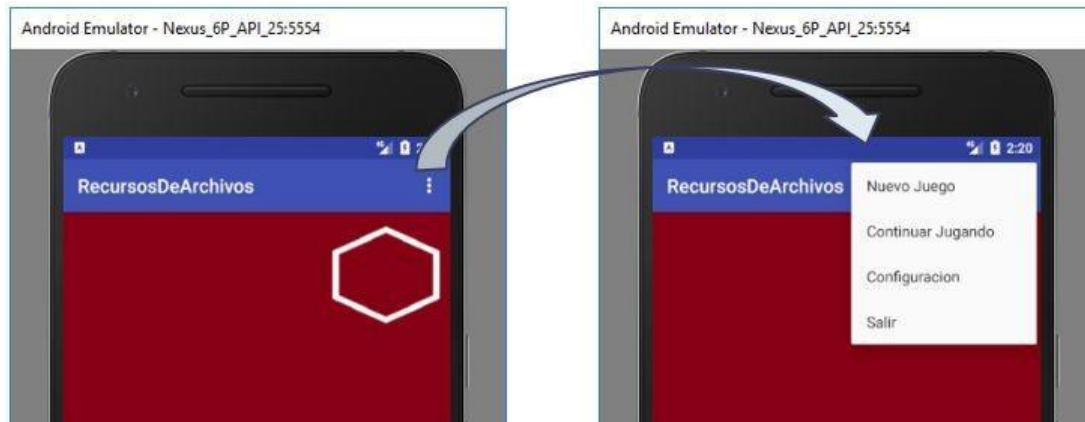 Android Emulator - Nexus_6P_API_25:5554
RecursosDeArchivos
Android Emulator - Nexus_6P_API_25:5554
2:20
RecursosDeArchivos
Nuevo Juego
Continuar Jugando
Configuracion
Salir